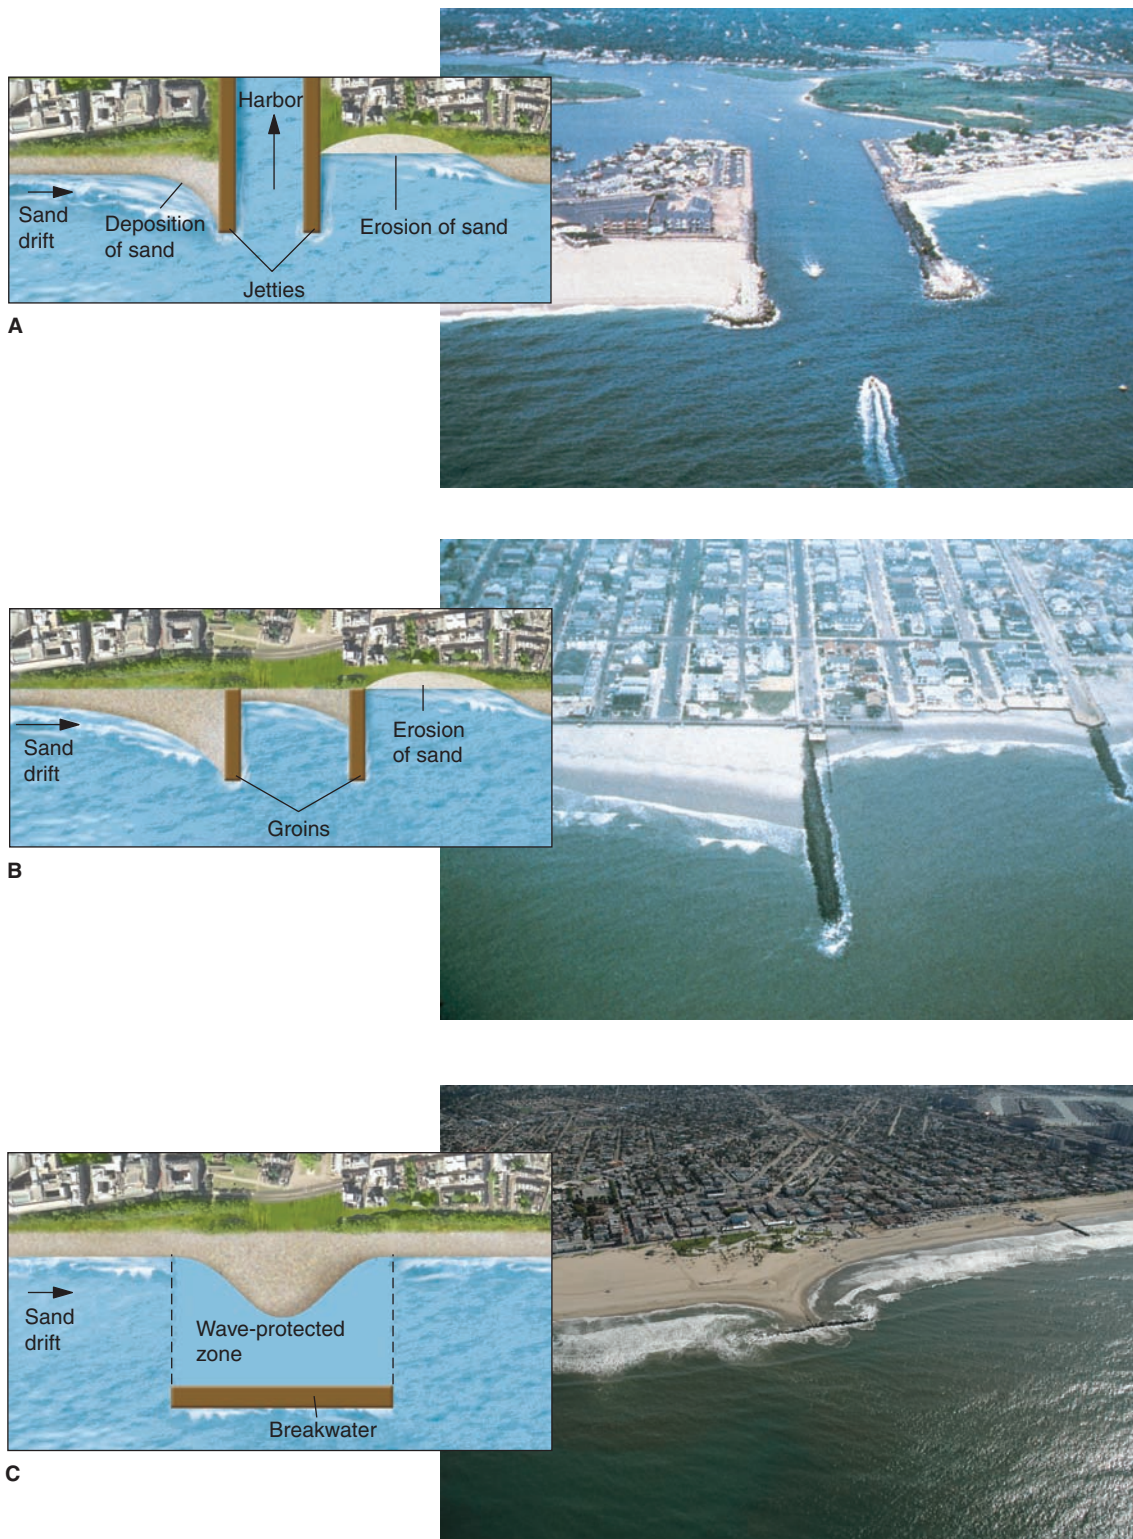 Harbor
Sand
drift
Deposition
of sand
Erosion of sand
Jetties
A
Sand
drift
Erosion
of sand
Groins
B
Sand
drift
Wave-protected
zone
Breakwater
C